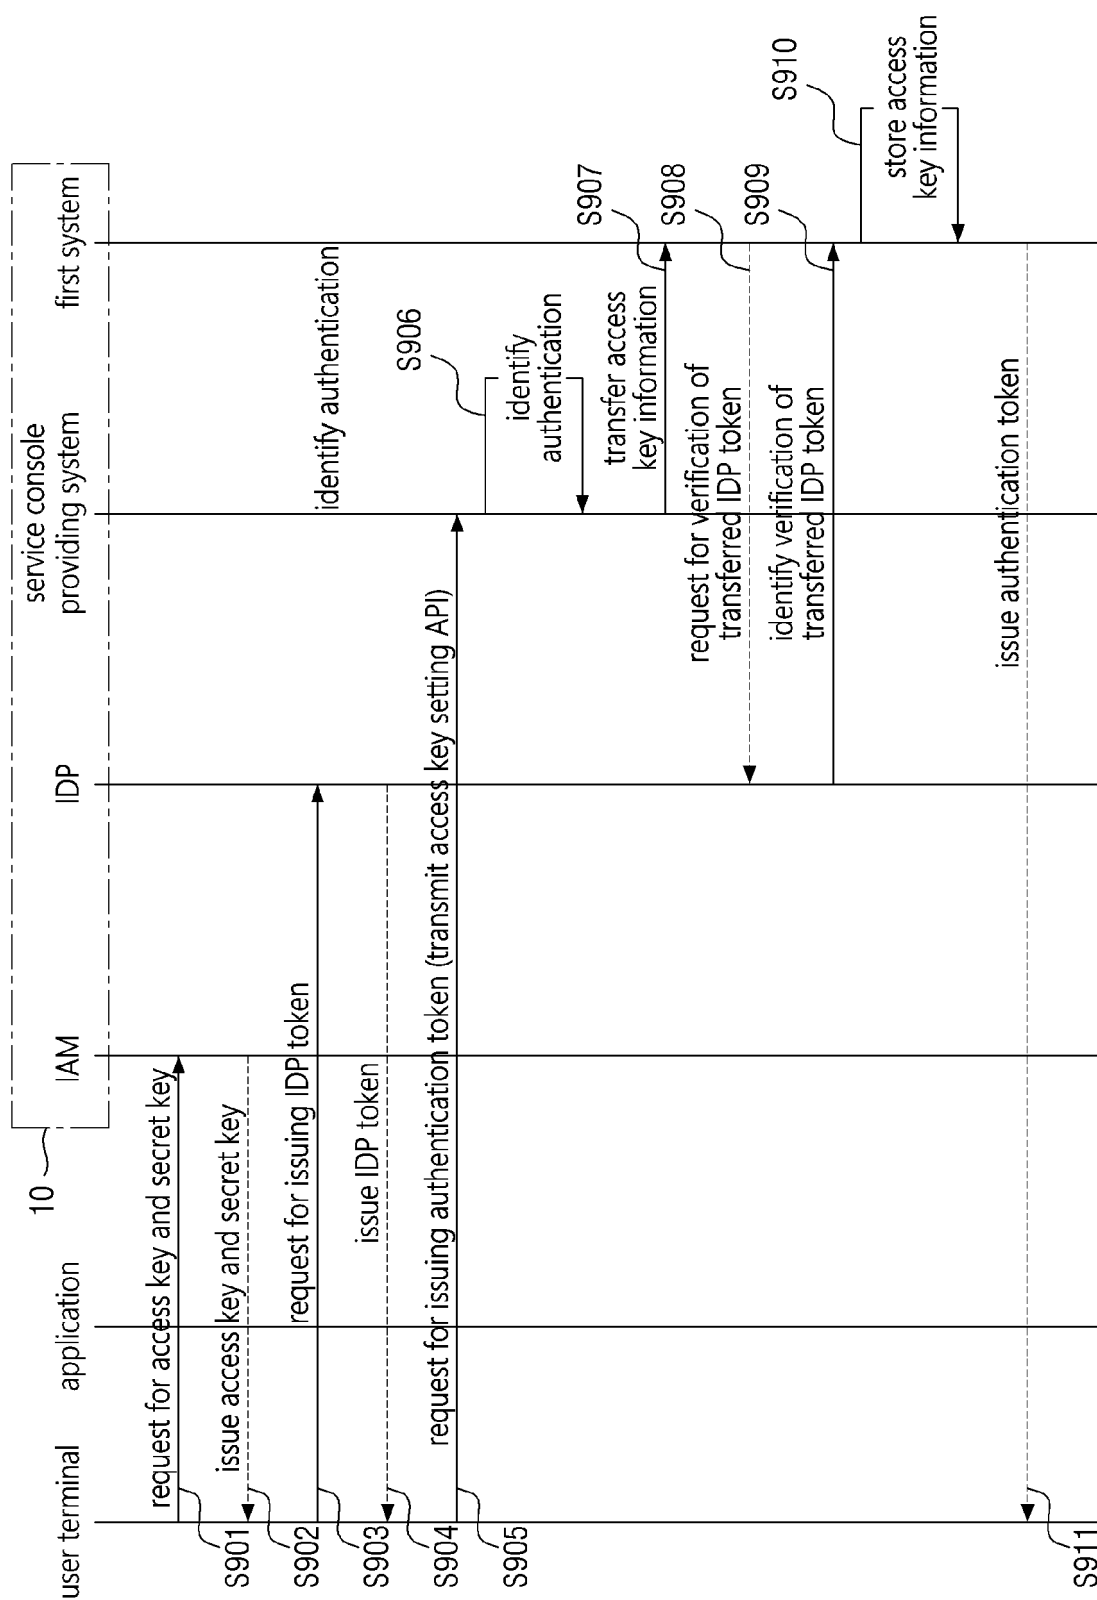 10
user terminal
application
IAM
IDP
service console
providing system
first system
request for access key and secret key
S901
issue access key and secret key
S902
request for issuing IDP token
identify authentication
S903
issue IDP token
S904
request for issuing authentication token (transmit access key setting API)
S905
S906
identify
authentication
transfer access
key information
S907
request for verification of
transferred IDP token
S908
identify verification of
transferred IDP token
S909
S910
store access
key information
issue authentication token
S911